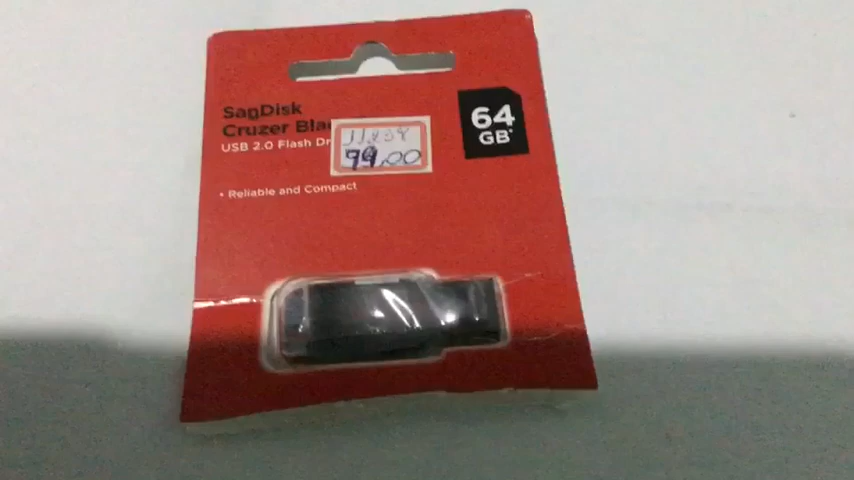 SanDisk
Cruzer Bla
USB 2.0 Flash Dr
99.00
• Reliable and Compact
64
GB*